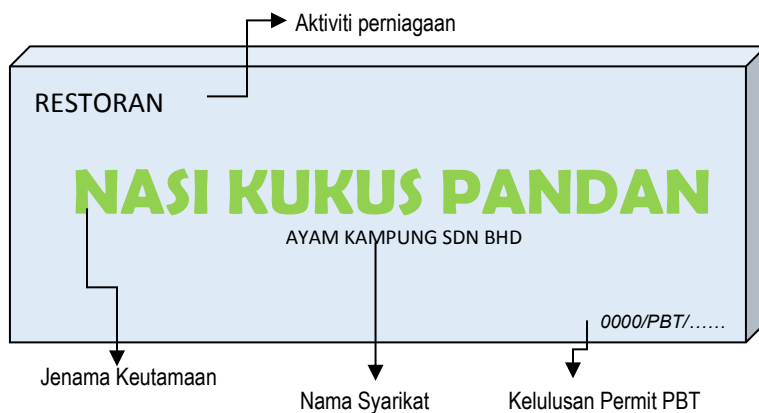 Aktiviti perniagaan
RESTORAN
NASI KUKUS PANDAN
AYAM KAMPUNG SDN BHD
0000/PBT/......
Jenama Keutamaan
Nama Syarikat
Kelulusan Permit PBT